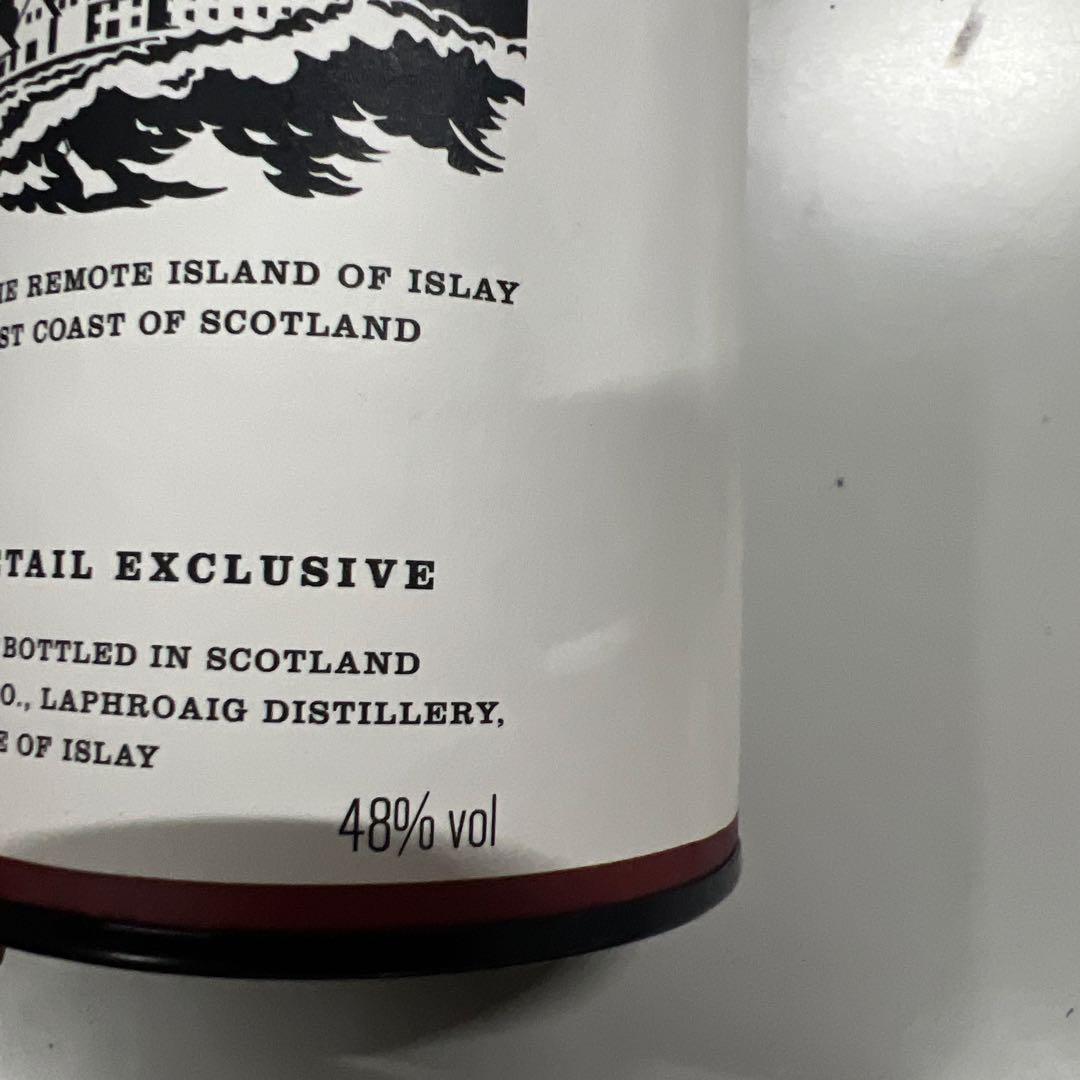 REMOTE ISLAND OF ISLAY
COAST OF SCOTLAND
EXCLUSIVE
BOTTLED IN SCOTLAND
LAPHROAIG DISTILLERY,
OF ISLAY
48% vol